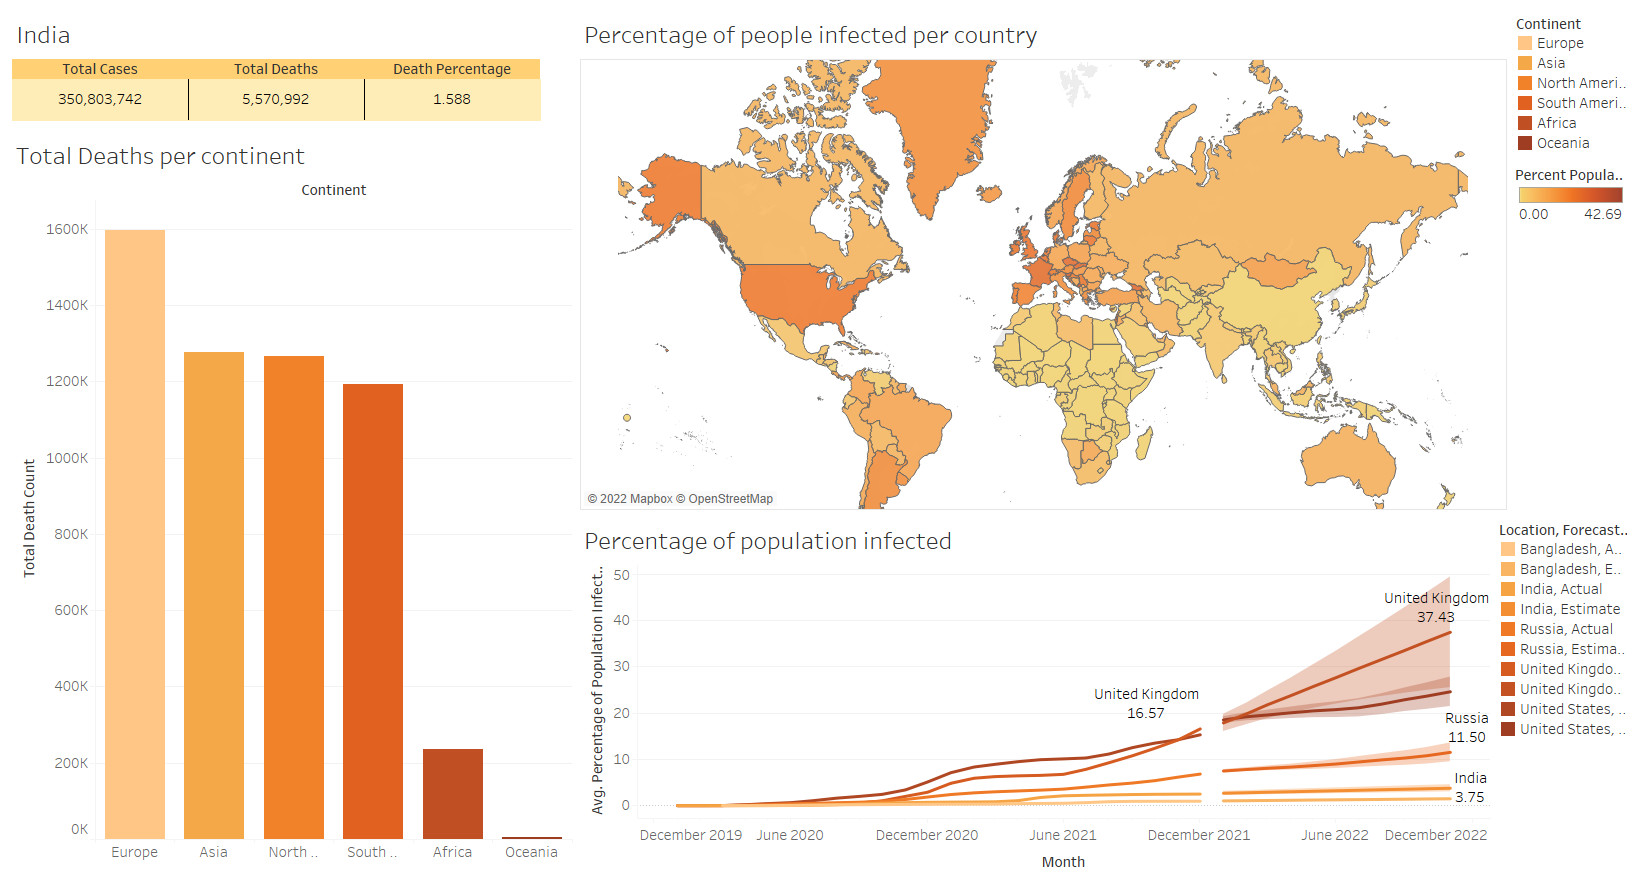 India
Total Cases Total Deaths Death Percentage
350,803,742 5,570,992 1.588
Total Deaths per continent
Continent
Total Death Count
1600K
1400K
1200K
1000K
800K
600K
400K
200K
0K
Europe Asia North .. South .. Africa Oceania
Percentage of people infected per country
© 2022 Mapbox © OpenStreetMap
Continent
Europe
Asia
North Ameri..
South Ameri..
Africa
Oceania
Percent Popula..
0.00 42.69
Percentage of population infected
Avg. Percentage of Population Infect..
50
40
30
20
10
0
United Kingdom
16.57
United Kingdom
37.43
Russia
11.50
India
3.75
December 2019 June 2020 December 2020 June 2021 December 2021 June 2022 December 2022
Month
Location, Forecast..
Bangladesh, A..
Bangladesh, E..
India, Actual
India, Estimate
Russia, Actual
Russia, Estima..
United Kingdo..
United Kingdo..
United States, ..
United States, ..